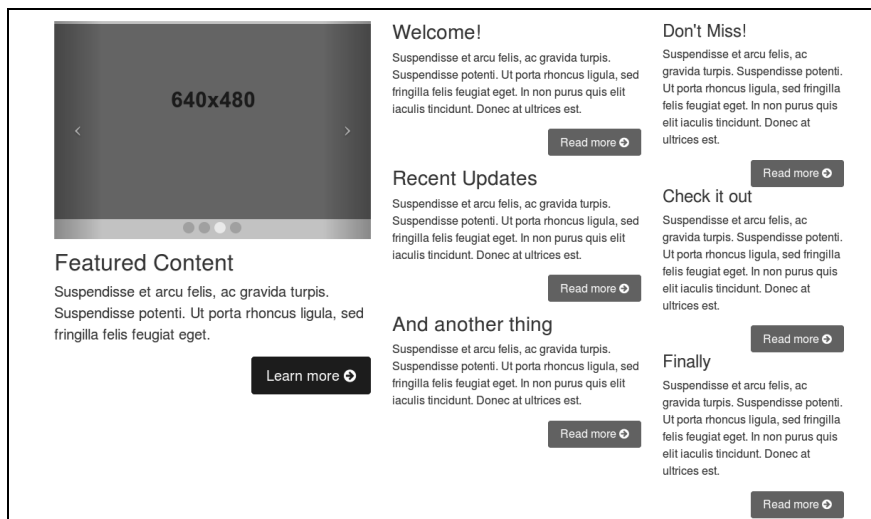 640x480
Featured Content
Suspendisse et arcu felis, ac gravida turpis.
Suspendisse potenti. Ut porta rhoncus ligula, sed
fringilla felis feugiat eget.
Learn more
Welcome!
Suspendisse et arcu felis, ac gravida turpis.
Suspendisse potenti. Ut porta rhoncus ligula, sed
fringilla felis feugiat eget. In non purus quis elit
iaculis tincidunt. Donec at ultrices est.
Read more
Recent Updates
Suspendisse et arcu felis, ac gravida turpis.
Suspendisse potenti. Ut porta rhoncus ligula, sed
fringilla felis feugiat eget.
Read more
And another thing
Suspendisse et arcu felis, ac gravida turpis.
Suspendisse potenti. Ut porta rhoncus ligula, sed
fringilla felis feugiat eget. In non purus quis elit
iaculis tincidunt. Donec at ultrices est.
Read more
Don't Miss!
Suspendisse et arcu felis, ac
gravida turpis. Suspendisse potenti.
Ut porta rhoncus ligula, sed fringilla
felis feugiat eget. In non purus quis
elit iaculis tincidunt. Donec at
ultrices est.
Read more
Check it out
Suspendisse et arcu felis, ac
gravida turpis. Suspendisse potenti.
Ut porta rhoncus ligula, sed fringilla
felis feugiat eget. In non purus quis
elit iaculis tincidunt. Donec at
ultrices est.
Read more
Finally
Suspendisse et arcu felis, ac
gravida turpis. Suspendisse potenti.
Ut porta rhoncus ligula, sed fringilla
felis feugiat eget. In non purus quis
elit iaculis tincidunt. Donec at
ultrices est.
Read more